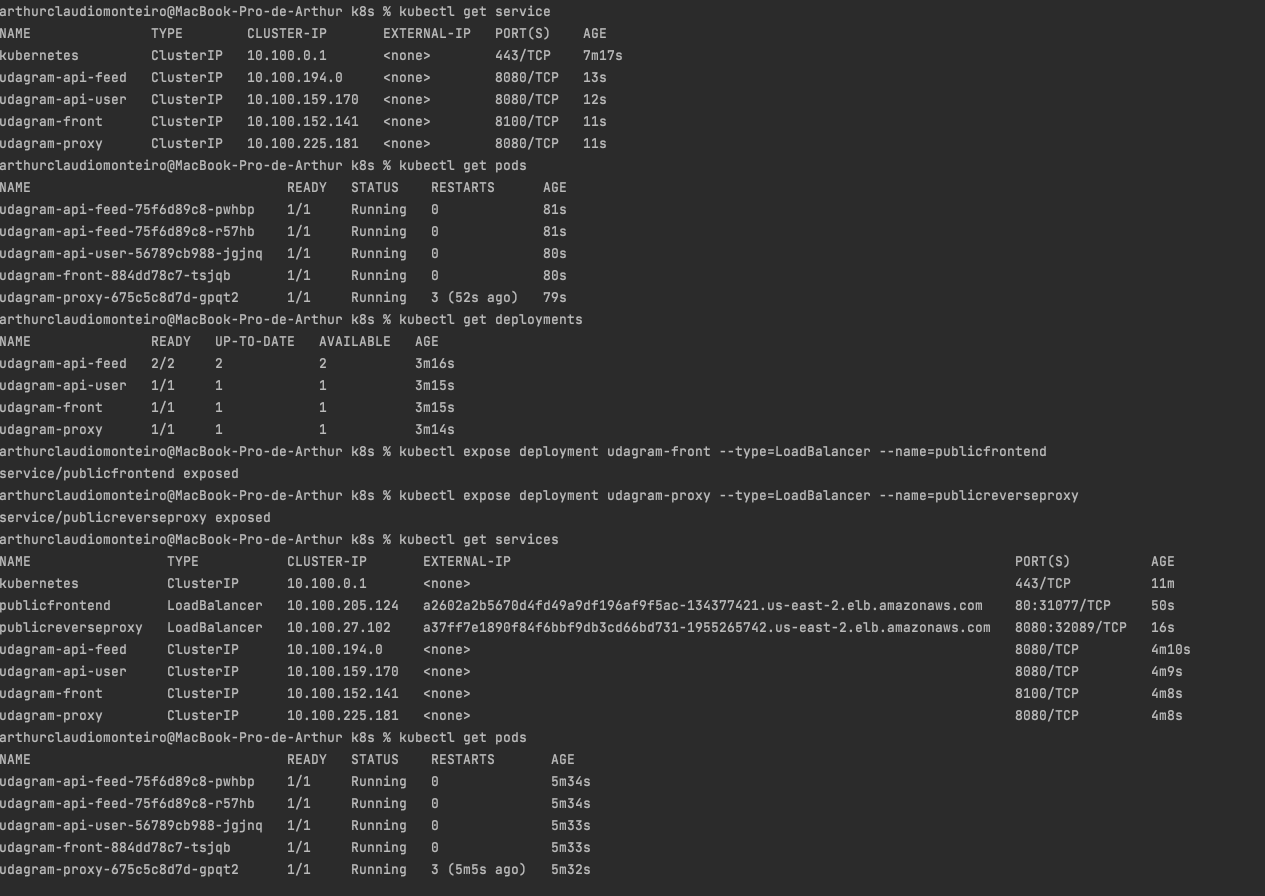 arthurclaudiomonteiro@MacBook-Pro-de-Arthur k8s % kubectl get service
NAME TYPE CLUSTER-IP EXTERNAL-IP PORT(S) AGE
kubernetes ClusterIP 10.100.0.1 <none> 443/TCP 7m17s
udagram-api-feed ClusterIP 10.100.194.0 <none> 8080/TCP 13s
udagram-api-user ClusterIP 10.100.159.170 <none> 8080/TCP 12s
udagram-front ClusterIP 10.100.152.141 <none> 8100/TCP 11s
udagram-proxy ClusterIP 10.100.225.181 <none> 8080/TCP 11s
arthurclaudiomonteiro@MacBook-Pro-de-Arthur k8s % kubectl get pods
NAME READY STATUS RESTARTS AGE
udagram-api-feed-75f6d89c8-pwhbp 1/1 Running 0 81s
udagram-api-feed-75f6d89c8-r57hb 1/1 Running 0 81s
udagram-api-user-56789cb988-jgjnq 1/1 Running 0 80s
udagram-front-884dd78c7-tsjqb 1/1 Running 0 80s
udagram-proxy-675c5c8d7d-gpqt2 1/1 Running 3 (52s ago) 79s
arthurclaudiomonteiro@MacBook-Pro-de-Arthur k8s % kubectl get deployments
NAME READY UP-TO-DATE AVAILABLE AGE
udagram-api-feed 2/2 2 2 3m16s
udagram-api-user 1/1 1 1 3m15s
udagram-front 1/1 1 1 3m15s
udagram-proxy 1/1 1 1 3m14s
arthurclaudiomonteiro@MacBook-Pro-de-Arthur k8s % kubectl expose deployment udagram-front --type=LoadBalancer --name=publicfrontend
service/publicfrontend exposed
arthurclaudiomonteiro@MacBook-Pro-de-Arthur k8s % kubectl expose deployment udagram-proxy --type=LoadBalancer --name=publicreverseproxy
service/publicreverseproxy exposed
arthurclaudiomonteiro@MacBook-Pro-de-Arthur k8s % kubectl get services
NAME TYPE CLUSTER-IP EXTERNAL-IP PORT(S) AGE
kubernetes ClusterIP 10.100.0.1 <none> 443/TCP 11m
publicfrontend LoadBalancer 10.100.205.124 a2602a2b5670d4fd49a9df196af9f5ac-134377421.us-east-2.elb.amazonaws.com 80:31077/TCP 50s
publicreverseproxy LoadBalancer 10.100.27.102 a37ff7e1890f84f6bbf9db3cd66bd731-1955265742.us-east-2.elb.amazonaws.com 8080:32089/TCP 16s
udagram-api-feed ClusterIP 10.100.194.0 <none> 8080/TCP 4m10s
udagram-api-user ClusterIP 10.100.159.170 <none> 8080/TCP 4m9s
udagram-front ClusterIP 10.100.152.141 <none> 8100/TCP 4m8s
udagram-proxy ClusterIP 10.100.225.181 <none> 8080/TCP 4m8s
arthurclaudiomonteiro@MacBook-Pro-de-Arthur k8s % kubectl get pods
NAME READY STATUS RESTARTS AGE
udagram-api-feed-75f6d89c8-pwhbp 1/1 Running 0 5m34s
udagram-api-feed-75f6d89c8-r57hb 1/1 Running 0 5m34s
udagram-api-user-56789cb988-jgjnq 1/1 Running 0 5m33s
udagram-front-884dd78c7-tsjqb 1/1 Running 0 5m33s
udagram-proxy-675c5c8d7d-gpqt2 1/1 Running 3 (5m5s ago) 5m32s